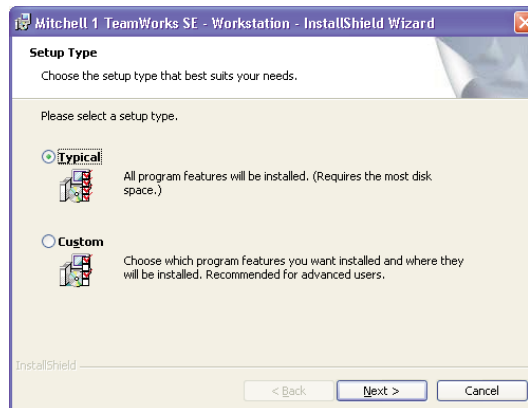 Mitchell 1 TeamWorks SE - Workstation - InstallShield Wizard
Setup Type
Choose the setup type that best suits your needs.
Please select a setup type.
Typical
All program features will be installed. (Requires the most disk
space.)
Custom
Choose which program features you want installed and where they
will be installed. Recommended for advanced users.
InstallShield
< Back Next > Cancel